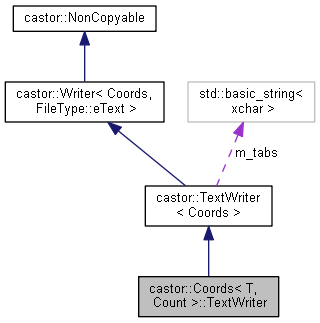 castor::NonCopyable
castor::Writer< Coords,
FileType::eText >
std::basic_string<
xchar >
m_tabs
castor::TextWriter
< Coords >
castor::Coords< T,
Count >::TextWriter